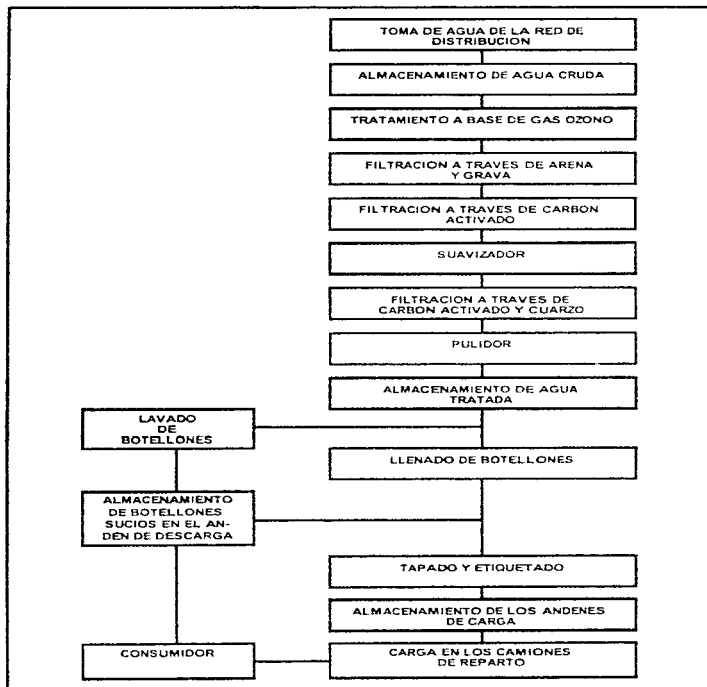 TOMA DE AGUA DE LA RED DE
DISTRIBUCION
ALMACENAMIENTO DE AGUA CRUDA
TRATAMIENTO A BASE DE GAS OZONO
FILTRACION A TRAVES DE ARENA
Y GRAVA
FILTRACION A TRAVES DE CARBON
ACTIVADO
SUAVIZADOR
FILTRACION A TRAVES DE
CARBON ACTIVADO Y CUARZO
PULIDOR
ALMACENAMIENTO DE AGUA
TRATADA
LAVADO
DE
BOTELLONES
LLENADO DE BOTELLONES
ALMACENAMIENTO
DE BOTELLONES
SUCIOS EN EL AN-
DEN DE DESCARGA
TAPADO Y ETIQUETADO
ALMACENAMIENTO DE LOS ANDENES
DE CARGA
CONSUMIDOR
CARGA EN LOS CAMIONES
DE REPARTO